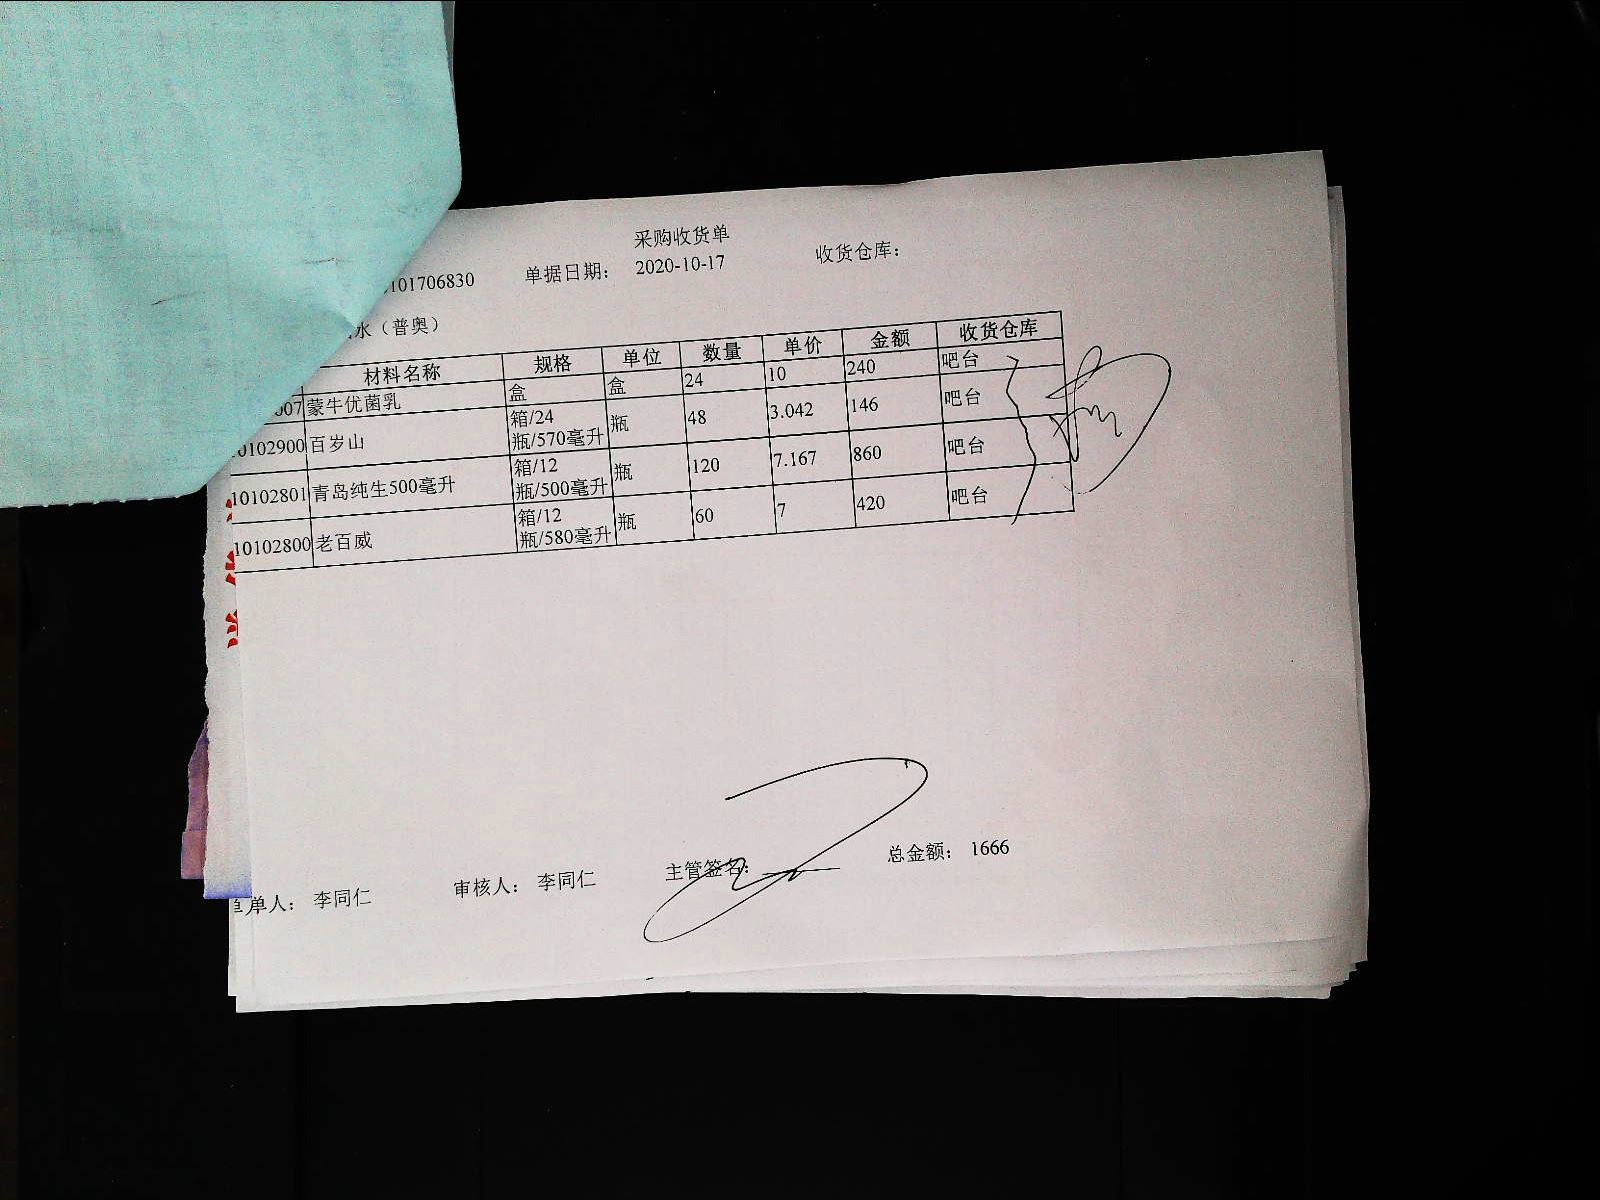 采购收货单
101706830 单据日期： 2020-10-17 收货仓库：
水（普奥）
材料名称 规格 单位 数量 单价 金额 收货仓库
007 蒙牛优菌乳 盒 盒 24 10 240 吧台
10102900 百岁山 箱/24瓶/570毫升 瓶 48 3.042 146 吧台
10102801 青岛纯生500毫升 箱/12瓶/500毫升 瓶 120 7.167 860 吧台
10102800 老百威 箱/12瓶/580毫升 瓶 60 7 420 吧台
单人： 李同仁 审核人： 李同仁 主管签名： 总金额： 1666